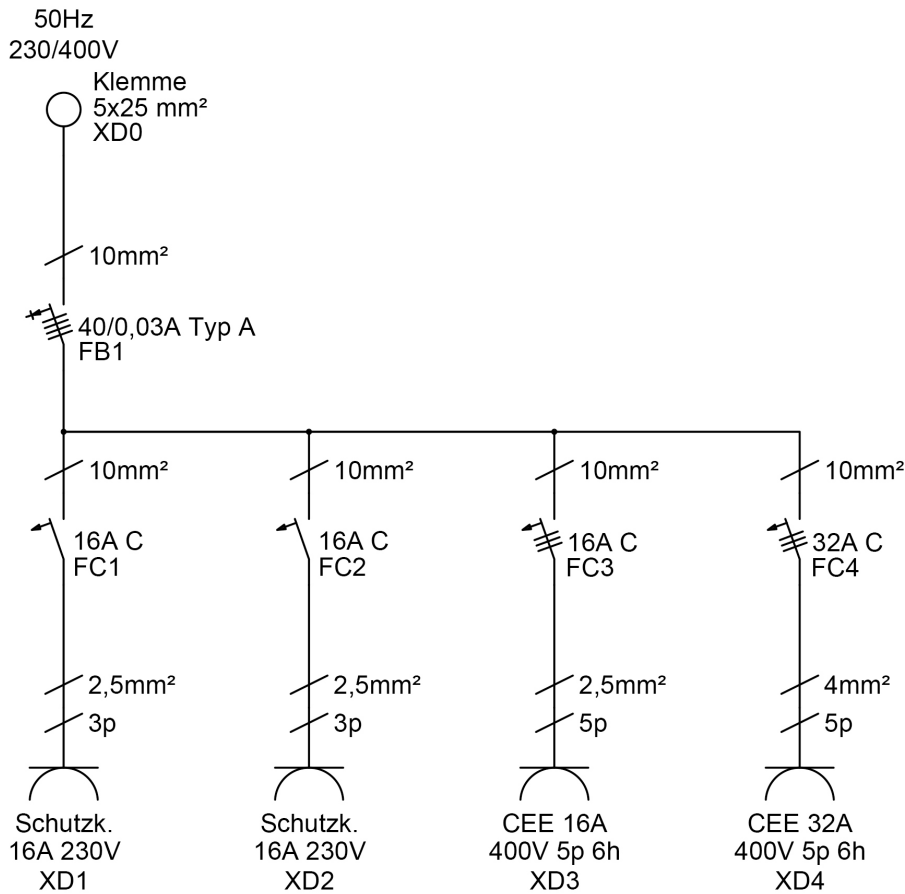 50Hz
230/400V
Klemme
5x25 mm²
XD0
10mm²
40/0,03A Typ A
FB1
10mm²
10mm²
10mm²
10mm²
16A C
FC1
16A C
FC2
16A C
FC3
32A C
FC4
2,5mm²
2,5mm²
2,5mm²
4mm²
3p
3p
5p
5p
Schutzk.
16A 230V
XD1
Schutzk.
16A 230V
XD2
CEE 16A
400V 5p 6h
XD3
CEE 32A
400V 5p 6h
XD4